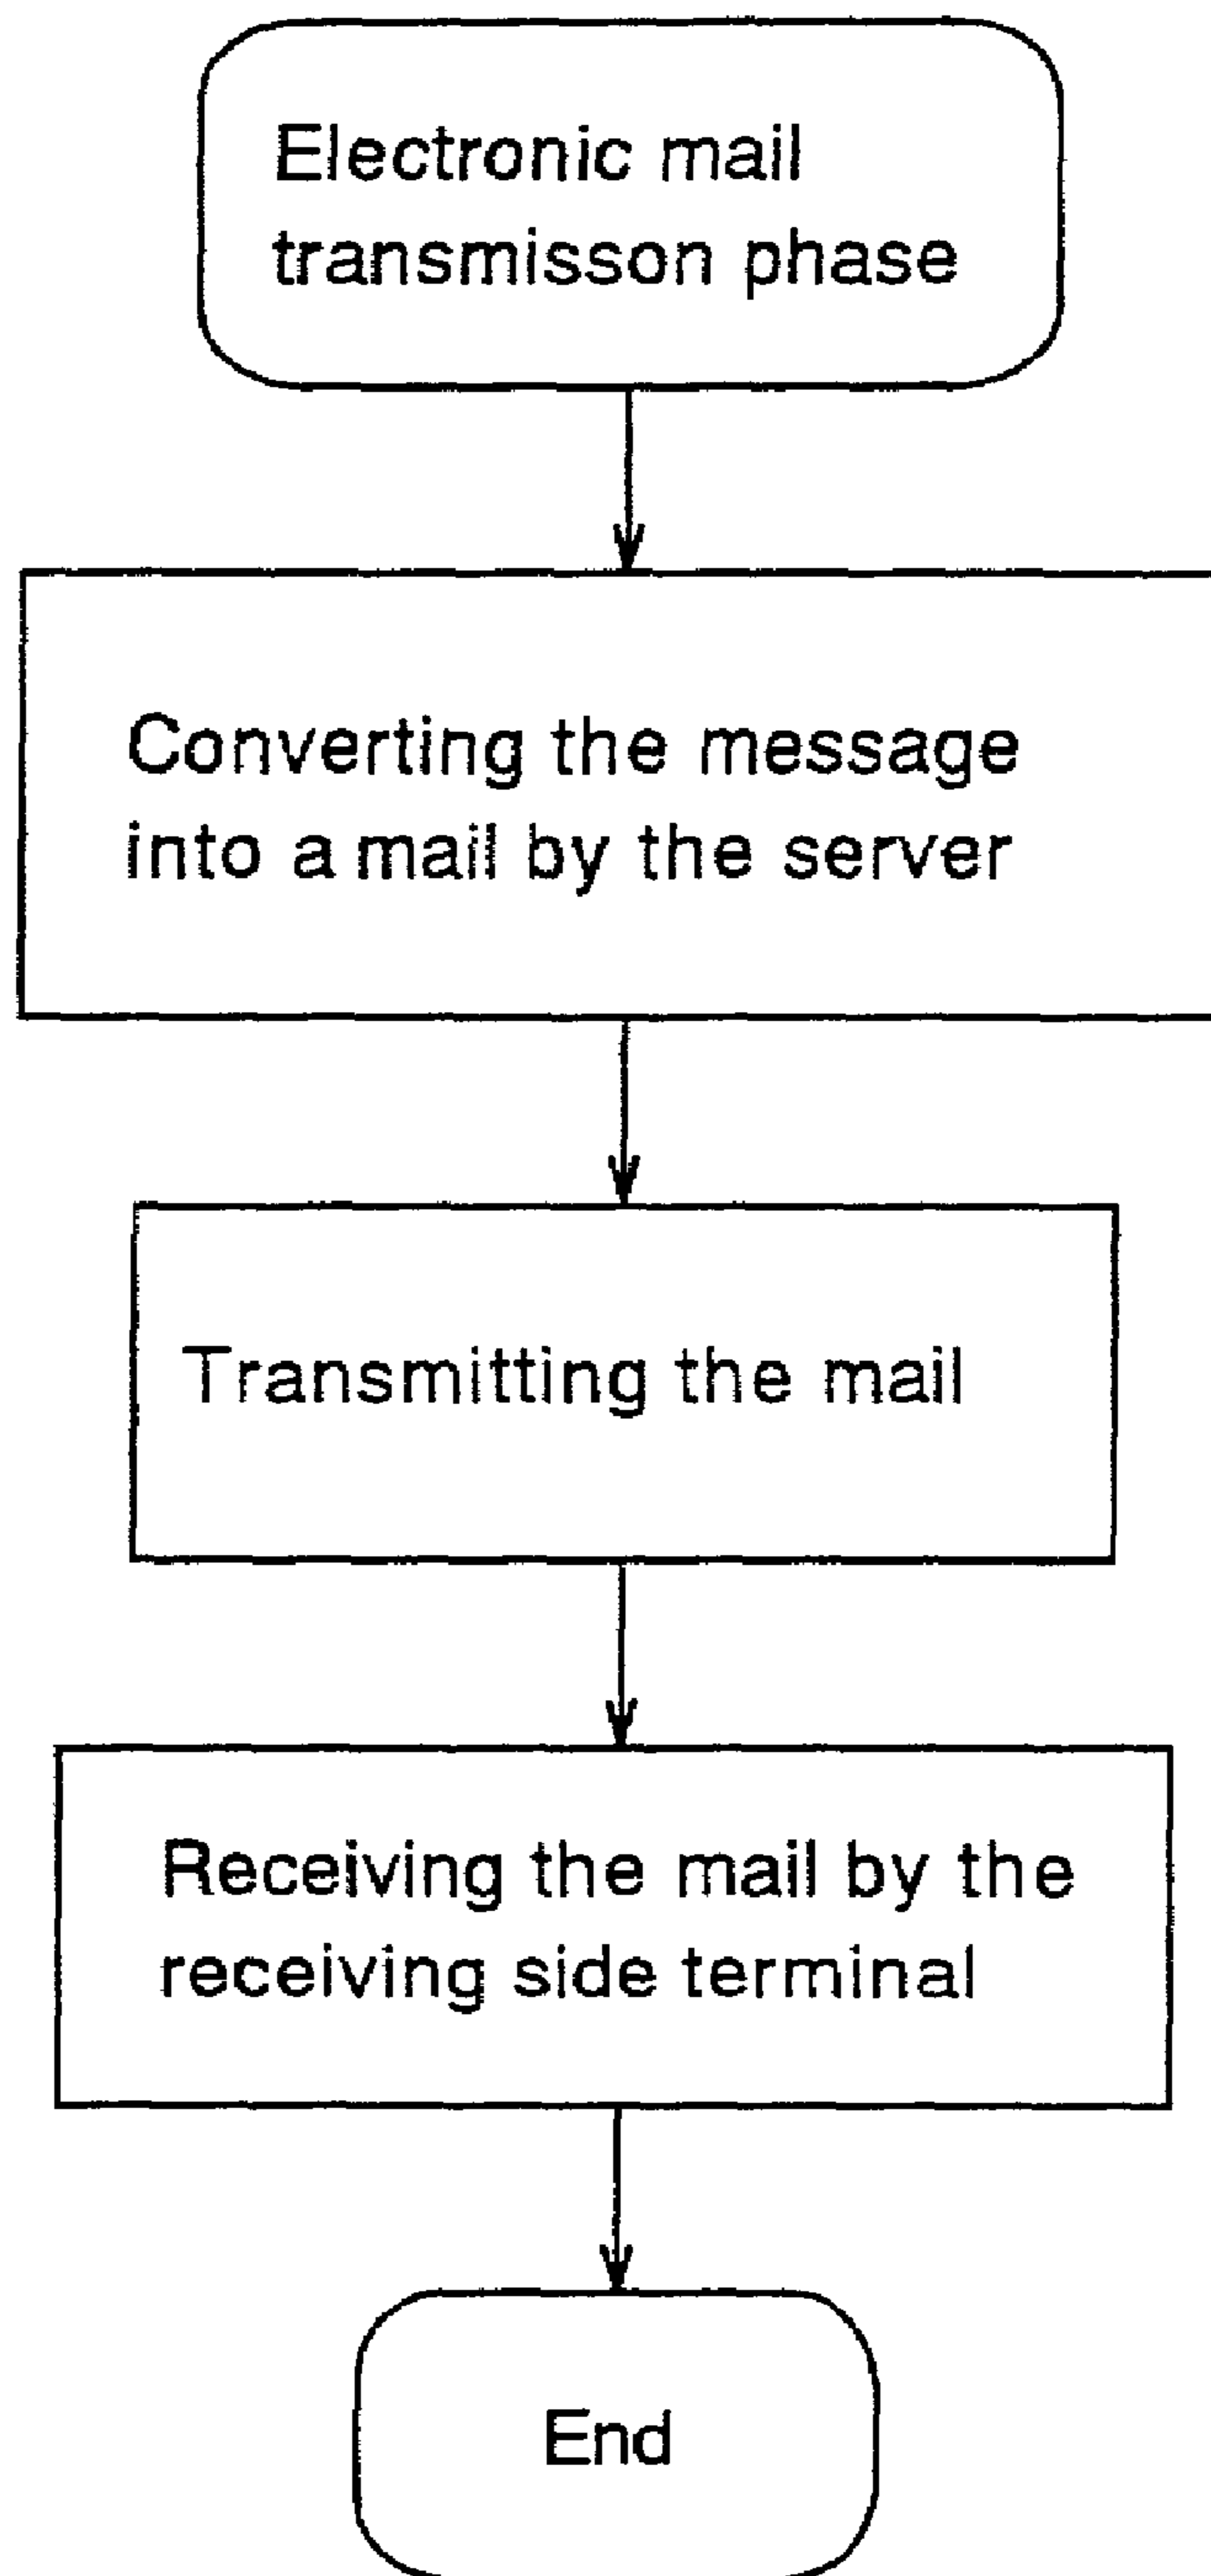 Electronic mail
transmisson phase
Converting the message
into a mail by the server
Transmitting the mail
Receiving the mail by the
receiving side terminal
End